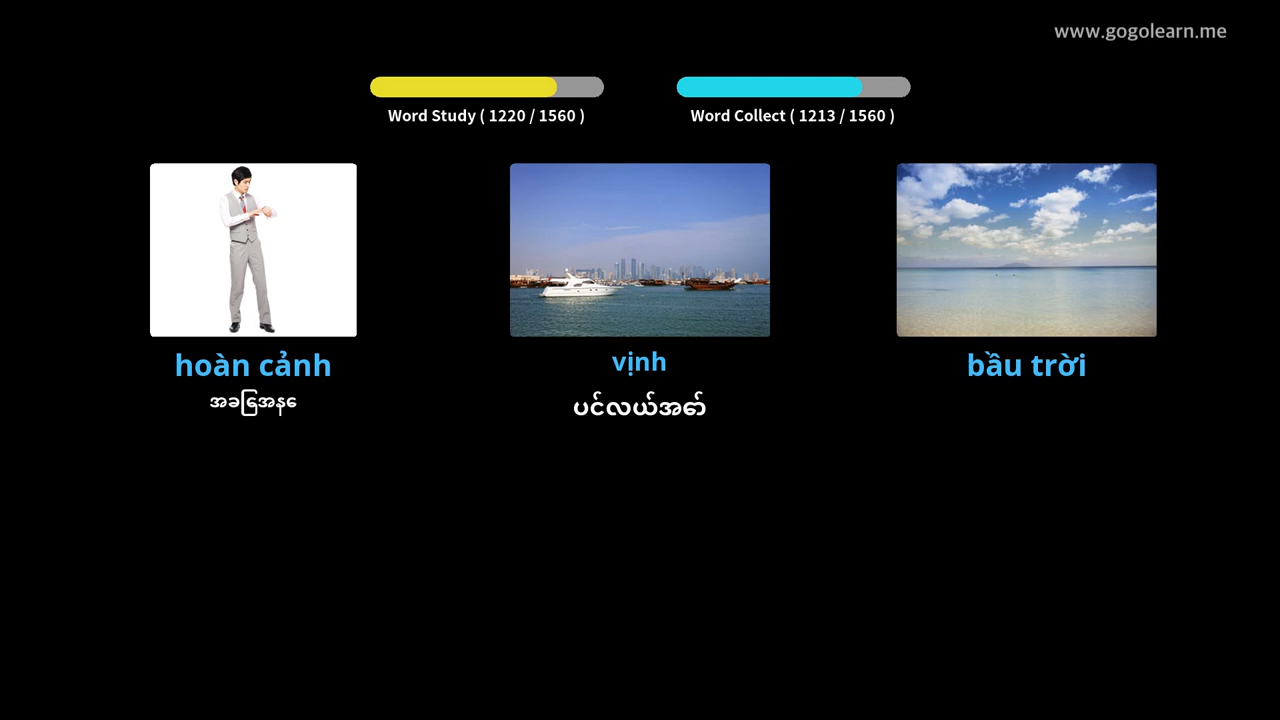 www.gogolearn.me
Word Study ( 1220 / 1560 )
Word Collect ( 1213 / 1560 )
hoàn cảnh
အခြေအနေ
vịnh
ပင်လယ်အော်
bầu trời